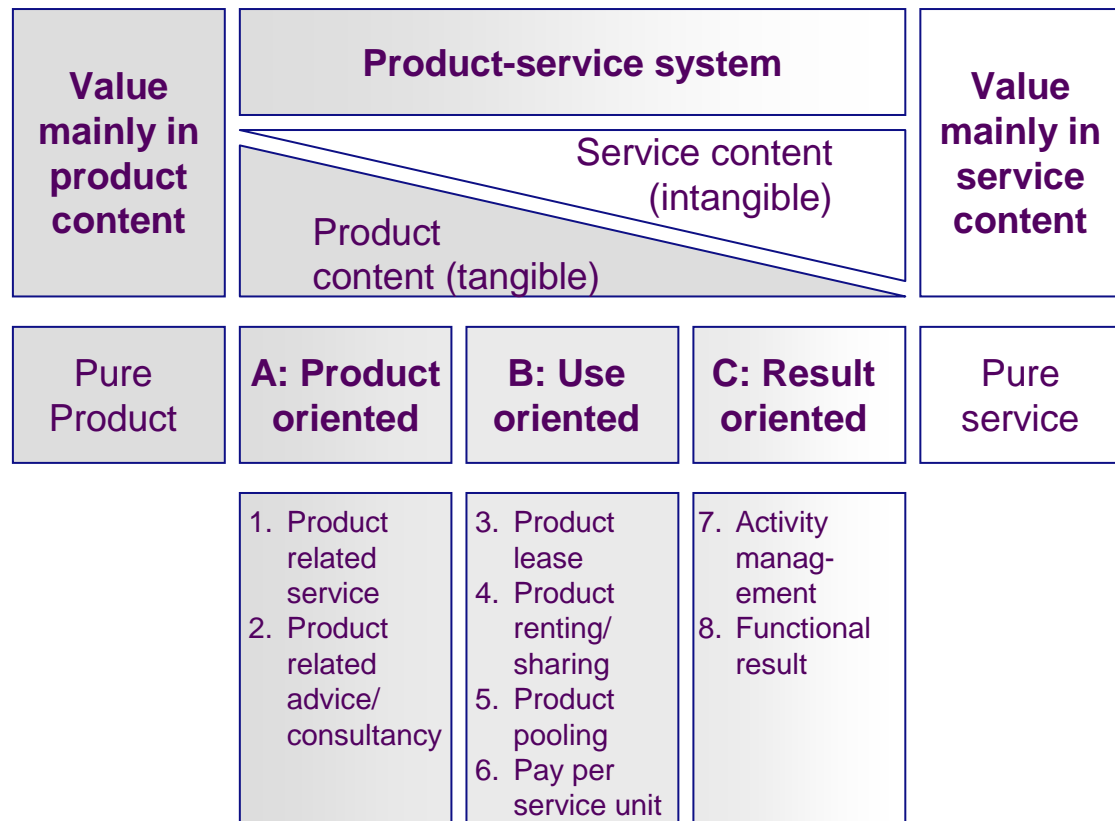 Value
mainly in
product
content
Product-service system
Service content
(intangible)
Product
content (tangible)
Value
mainly in
service
content
Pure
Product
A: Product
oriented
B: Use
oriented
C: Result
oriented
Pure
service
1. Product
related
service
2. Product
related
advice/
consultancy
3. Product
lease
4. Product
renting/
sharing
5. Product
pooling
6. Pay per
service unit
7. Activity
manag-
ement
8. Functional
result